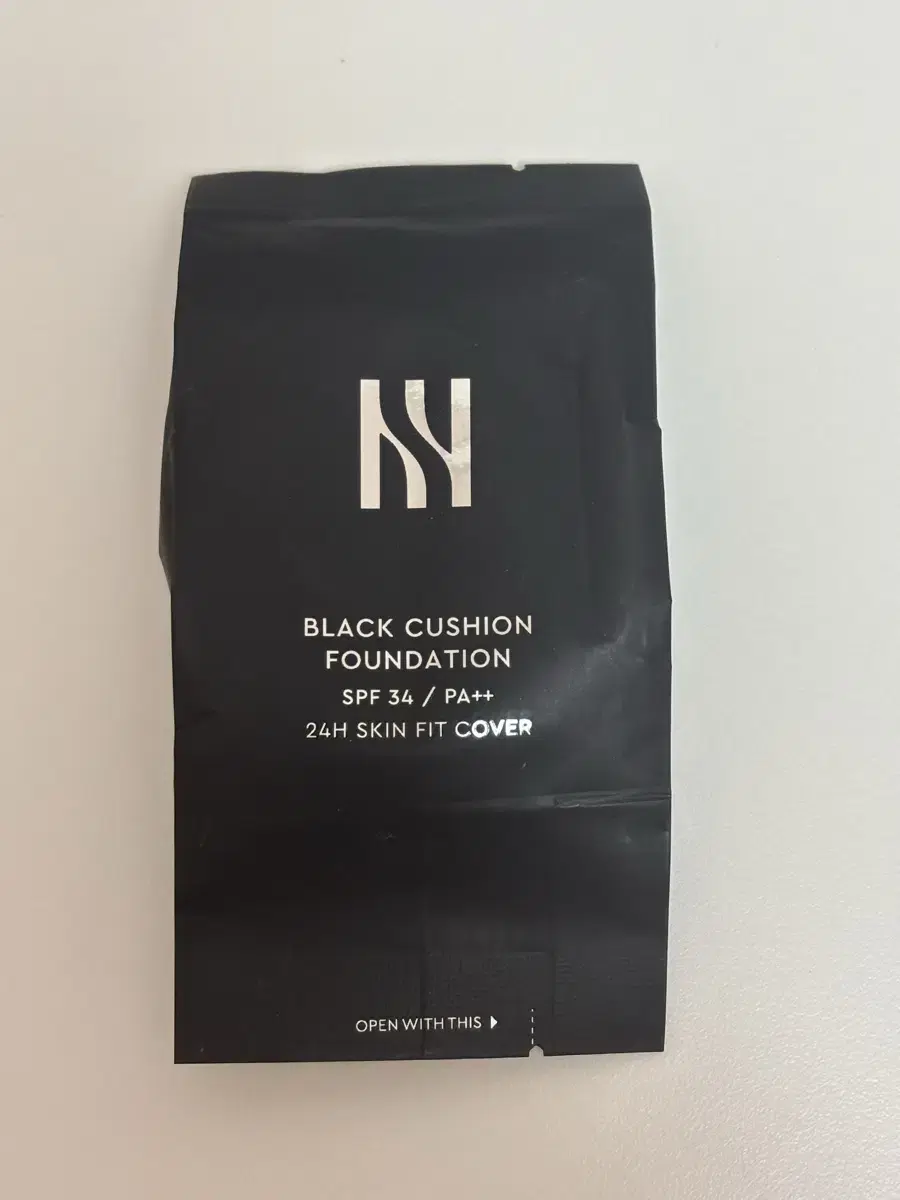 BLACK CUSHION
FOUNDATION
SPF 34 / PA++
24H SKIN FIT COVER
OPEN WITH THIS